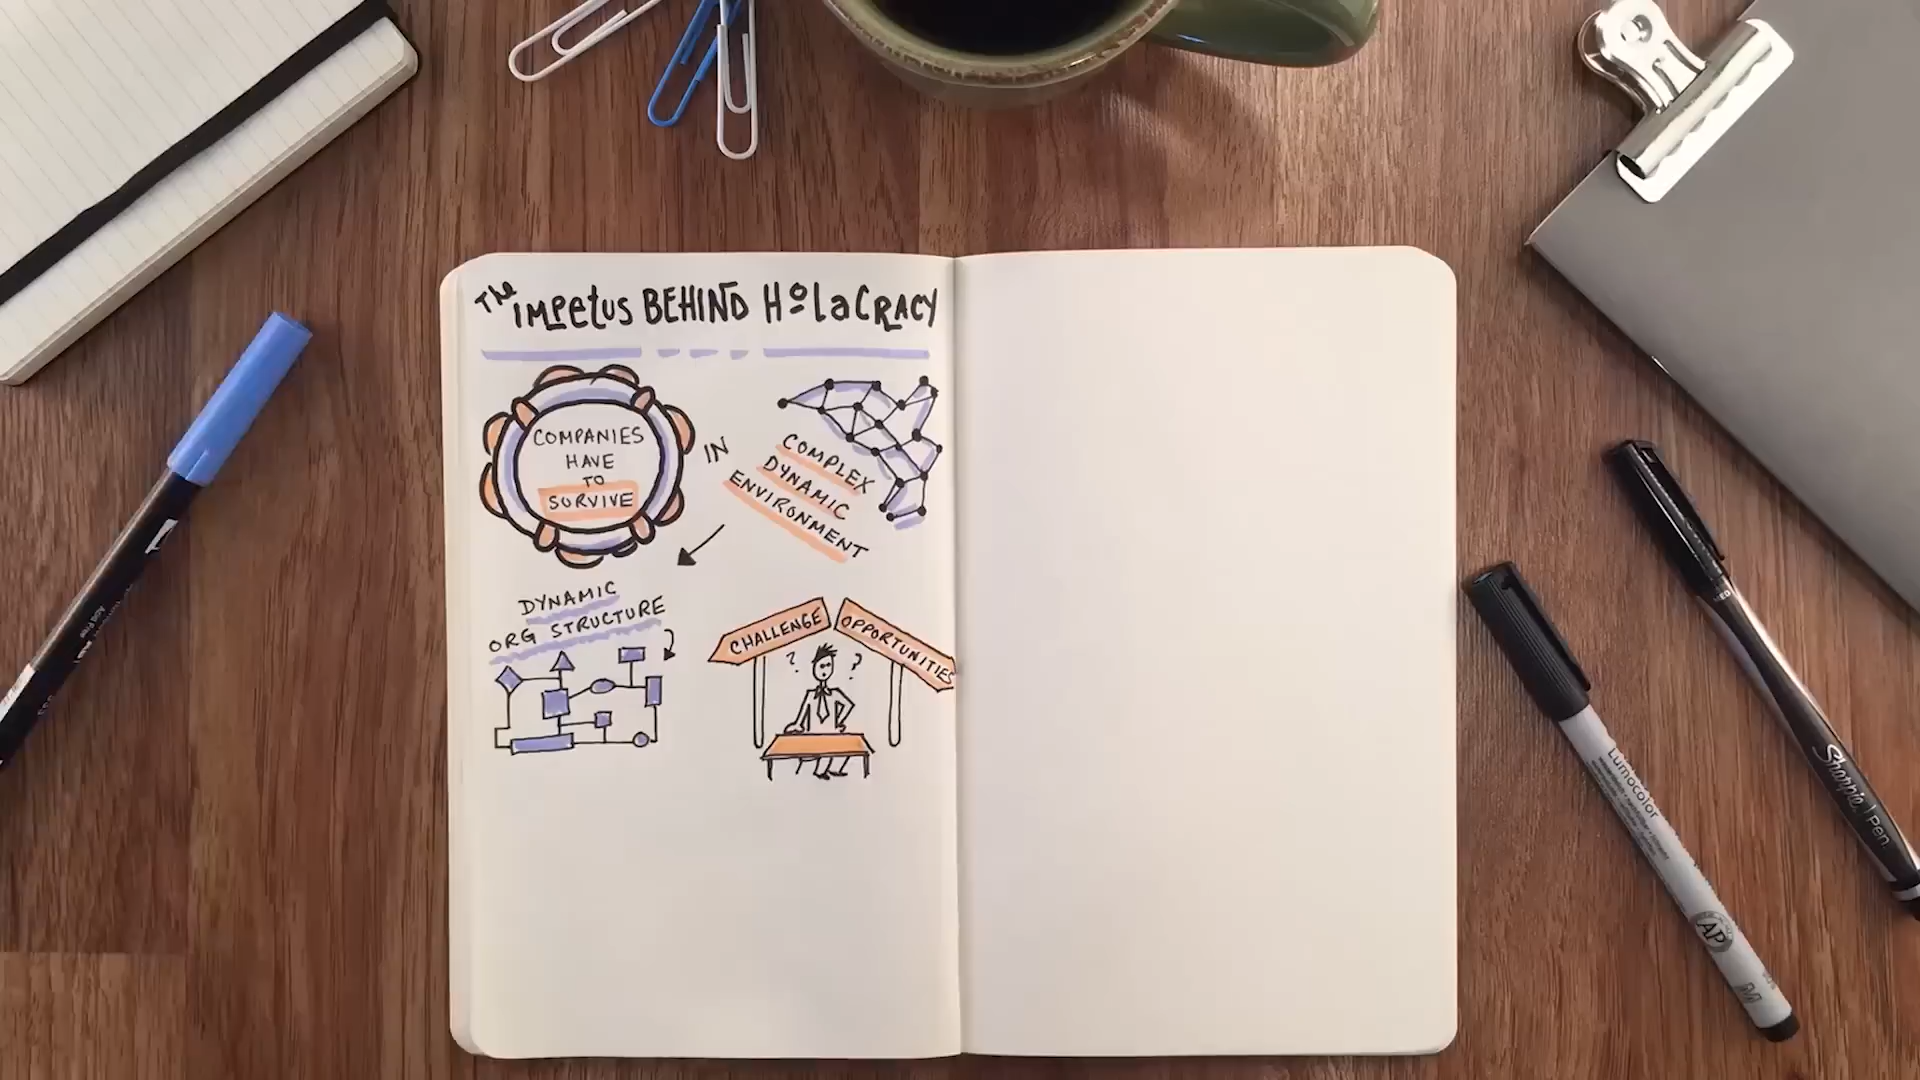 The IMPETUS BEHIND HOLACRACY
COMPANIES
HAVE
TO
SURVIVE
IN
COMPLEX
DYNAMIC
ENVIRONMENT
DYNAMIC
ORG STRUCTURE
CHALLENGE
OPPORTUNITIES
? ?
Lumocolor
AP
M
Sharpie | Pen.